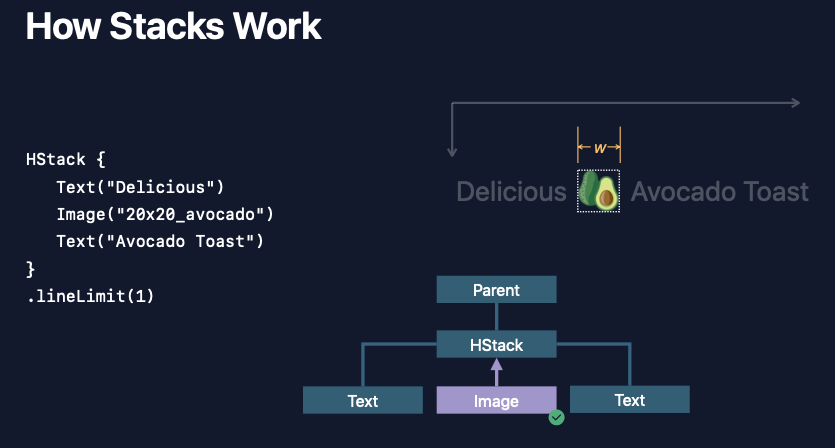 How Stacks Work
HStack {
Text("Delicious")
Image("20x20_avocado")
Text("Avocado Toast")
}
.lineLimit(1)
w
Delicious Avocado Toast
Parent
HStack
Text Image Text